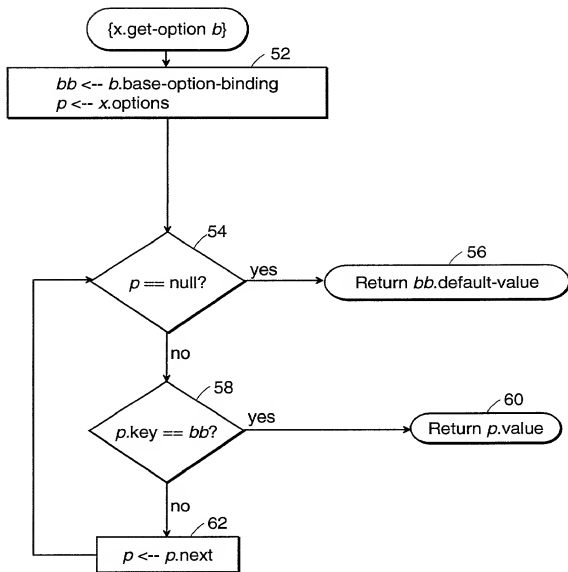 {x.get-option b}
52
bb <-- b.base-option-binding
p <-- x.options
54
p == null?
yes
56
Return bb.default-value
no
58
p.key == bb?
yes
60
Return p.value
no
62
p <-- p.next